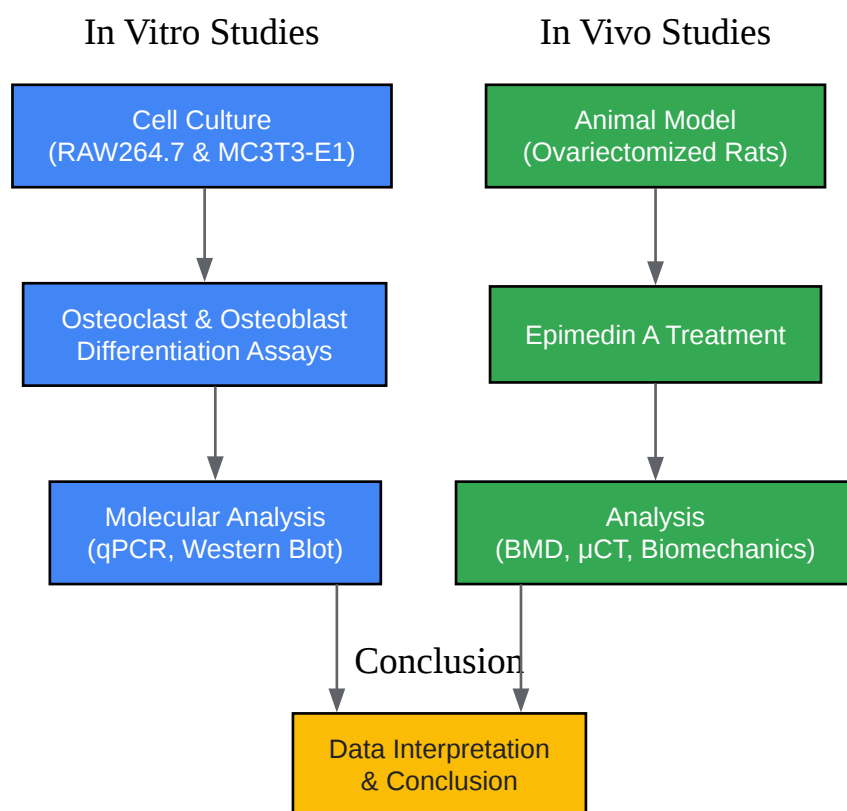 In Vitro Studies
Cell Culture
(RAW264.7 & MC3T3-E1)
Osteoclast & Osteoblast
Differentiation Assays
Molecular Analysis
(qPCR, Western Blot)
In Vivo Studies
Animal Model
(Ovariectomized Rats)
Epimedin A Treatment
Analysis
(BMD, μCT, Biomechanics)
Conclusion
Data Interpretation
& Conclusion